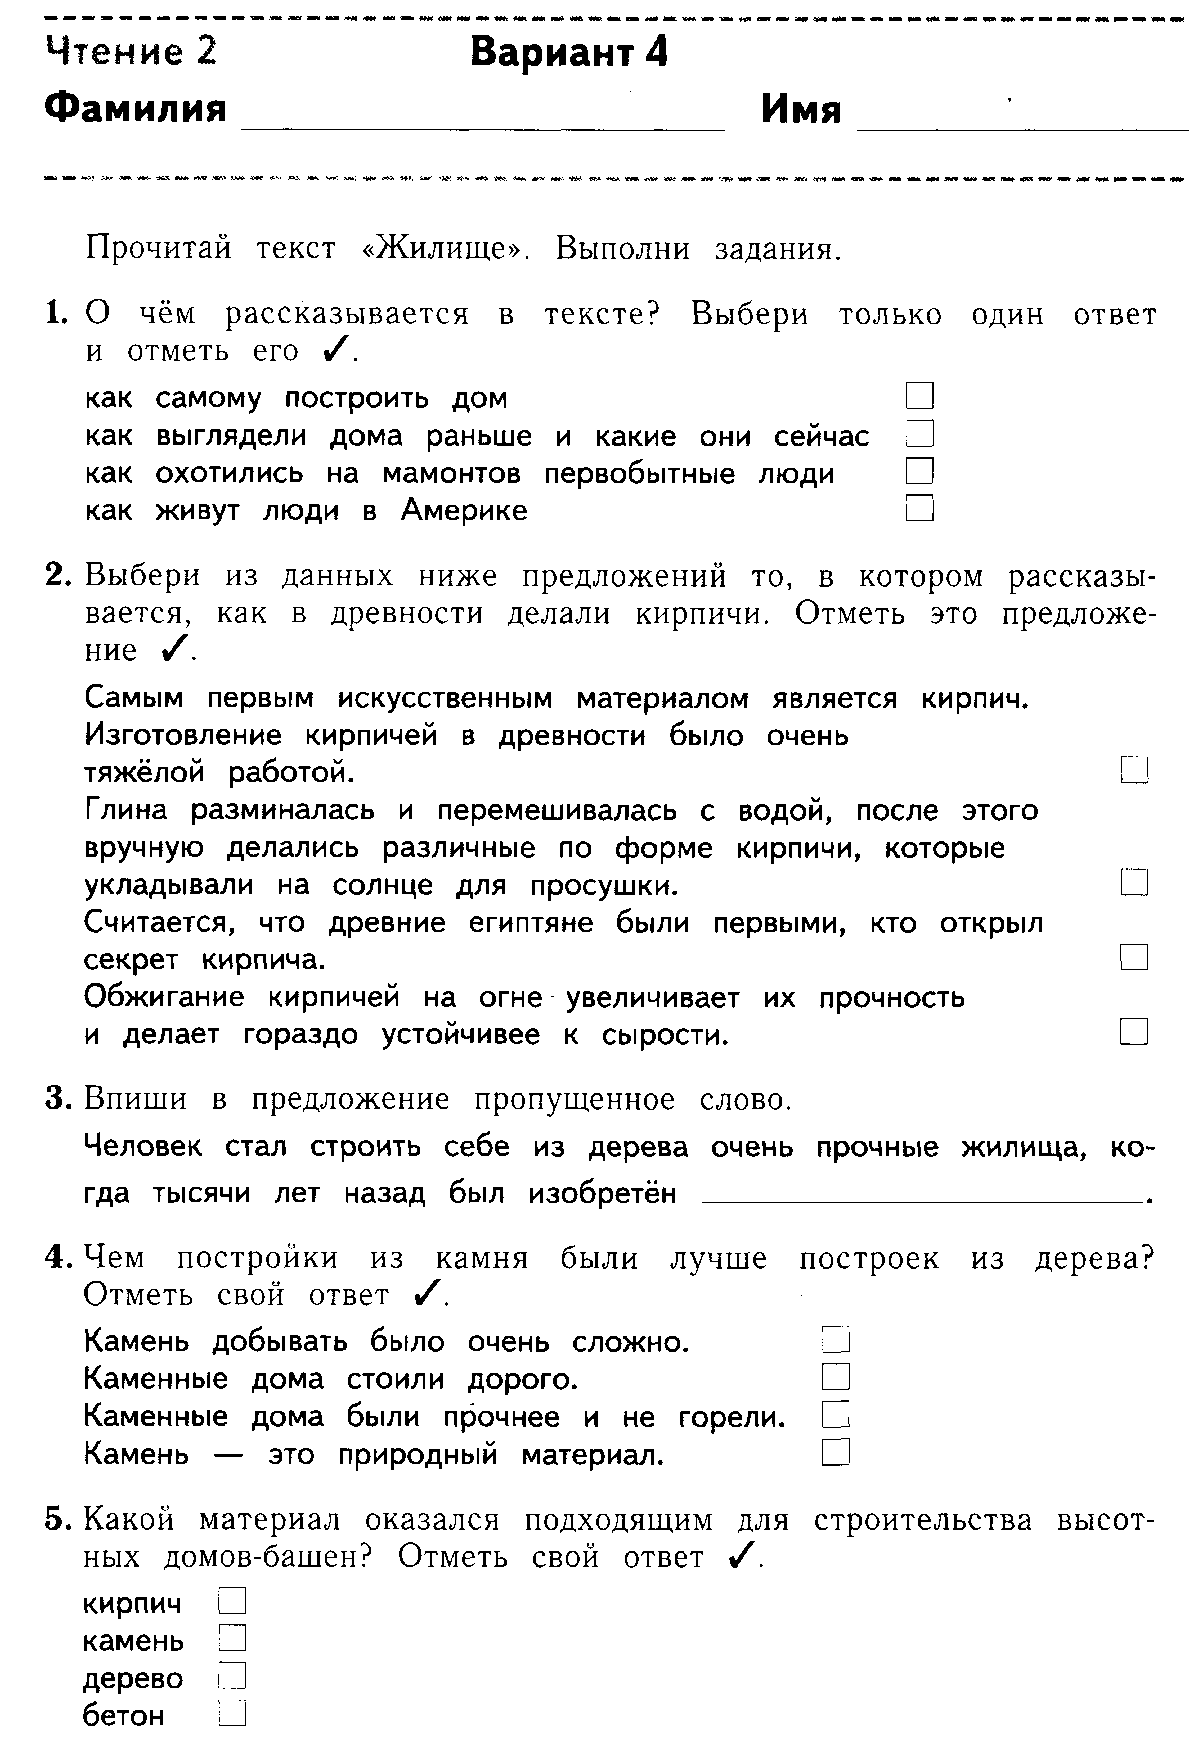 Чтение 2 Вариант 4
Фамилия Имя
Прочитай текст «Жилище». Выполни задания.
1. О чём рассказывается в тексте? Выбери только один ответ
и отметь его ✓.
как самому построить дом
как выглядели дома раньше и какие они сейчас
как охотились на мамонтов первобытные люди
как живут люди в Америке
2. Выбери из данных ниже предложений то, в котором рассказы-
вается, как в древности делали кирпичи. Отметь это предложе-
ние ✓.
Самым первым искусственным материалом является кирпич.
Изготовление кирпичей в древности было очень
тяжёлой работой.
Глина разминалась и перемешивалась с водой, после этого
вручную делались различные по форме кирпичи, которые
укладывали на солнце для просушки.
Считается, что древние египтяне были первыми, кто открыл
секрет кирпича.
Обжигание кирпичей на огне увеличивает их прочность
и делает гораздо устойчивее к сырости.
3. Впиши в предложение пропущенное слово.
Человек стал строить себе из дерева очень прочные жилища, ко-
гда тысячи лет назад был изобретён ____.
4. Чем постройки из камня были лучше построек из дерева?
Отметь свой ответ ✓.
Камень добывать было очень сложно.
Каменные дома стоили дорого.
Каменные дома были прочнее и не горели.
Камень — это природный материал.
5. Какой материал оказался подходящим для строительства высот-
ных домов-башен? Отметь свой ответ ✓.
кирпич
камень
дерево
бетон